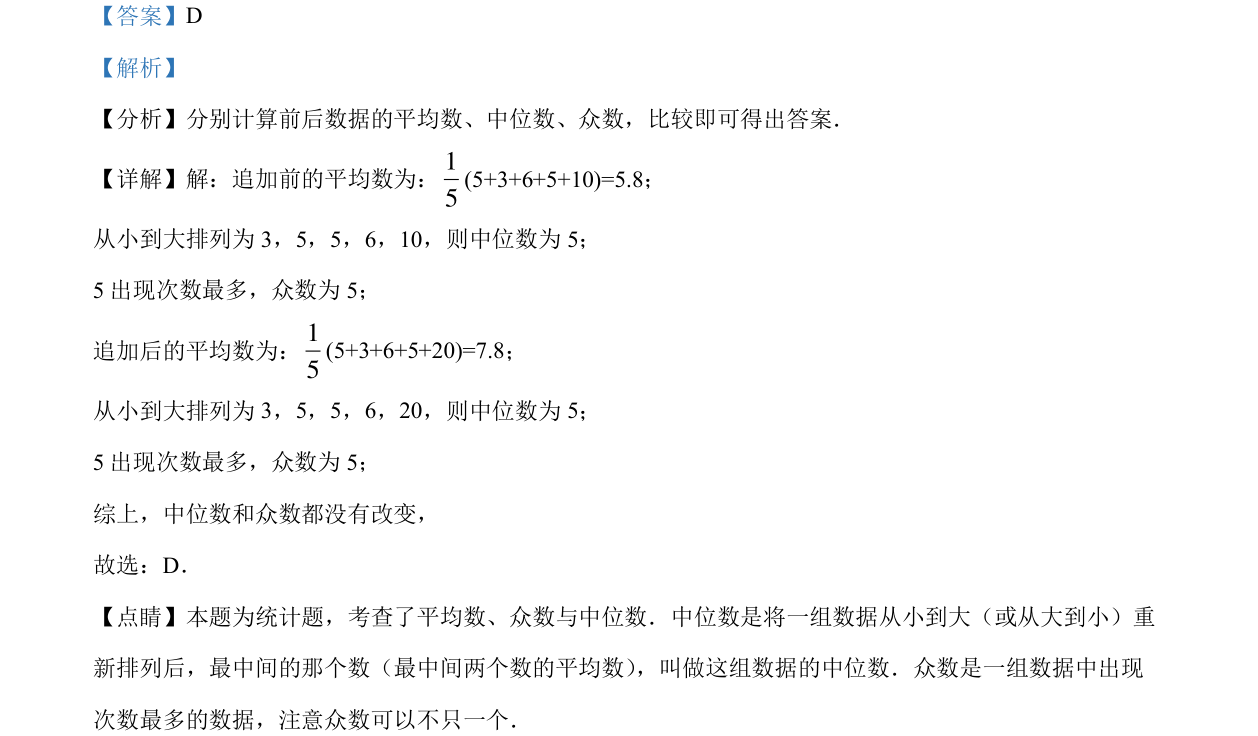 【答案】D
【解析】
【分析】分别计算前后数据的平均数、中位数、众数，比较即可得出答案．
【详解】解：追加前的平均数为：1/5(5+3+6+5+10)=5.8；
从小到大排列为 3，5，5，6，10，则中位数为 5；
5 出现次数最多，众数为 5；
追加后的平均数为：1/5(5+3+6+5+20)=7.8；
从小到大排列为 3，5，5，6，20，则中位数为 5；
5 出现次数最多，众数为 5；
综上，中位数和众数都没有改变，
故选：D．
【点睛】本题为统计题，考查了平均数、众数与中位数．中位数是将一组数据从小到大（或从大到小）重
新排列后，最中间的那个数（最中间两个数的平均数），叫做这组数据的中位数．众数是一组数据中出现
次数最多的数据，注意众数可以不只一个．